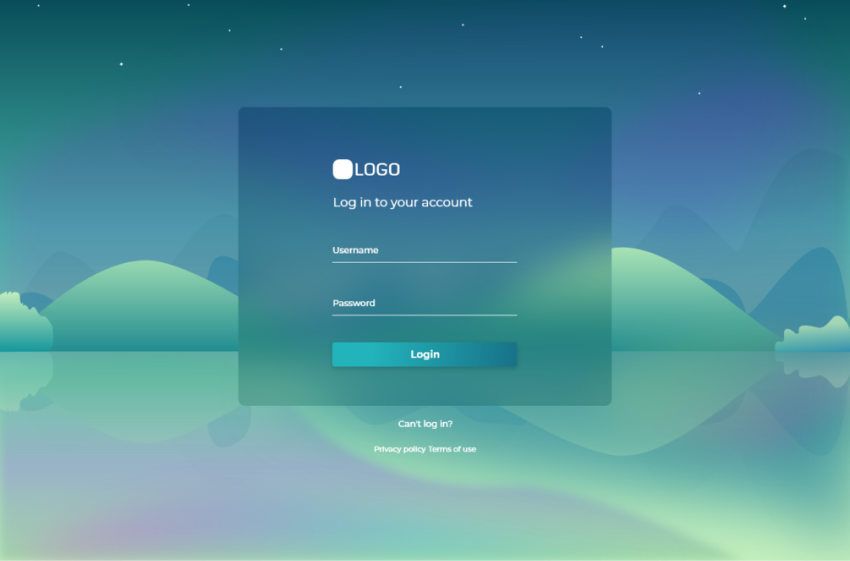 LOGO
Log in to your account
Username
Password
Login
Can't log in?
Privacy policy Terms of use